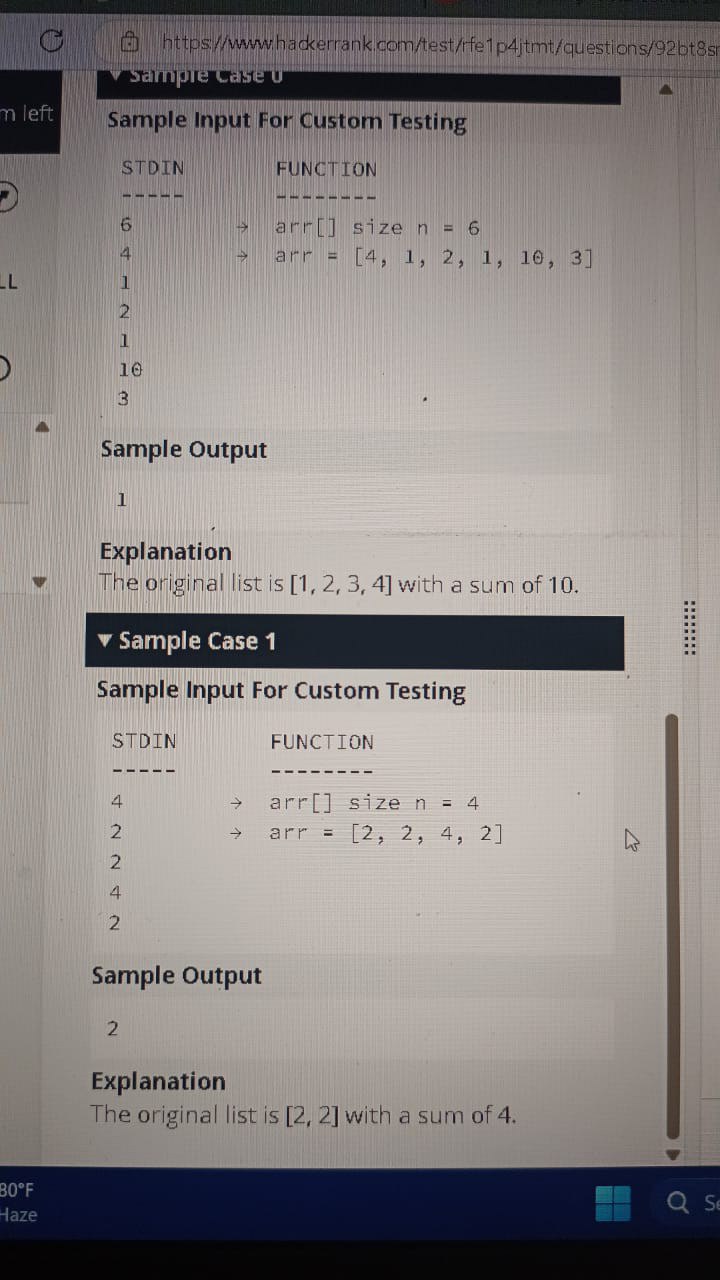 https://www.hackerrank.com/test/rfe1p4jtmt/questions/92bt8s
▼ Sample Case 0
m left
Sample Input For Custom Testing
STDIN FUNCTION
----- --------
6 → arr[] size n = 6
4 → arr = [4, 1, 2, 1, 10, 3]
1
2
1
10
3
LL
Sample Output
1
Explanation
The original list is [1, 2, 3, 4] with a sum of 10.
▼ Sample Case 1
Sample Input For Custom Testing
STDIN FUNCTION
----- --------
4 → arr[] size n = 4
2 → arr = [2, 2, 4, 2]
2
4
2
Sample Output
2
Explanation
The original list is [2, 2] with a sum of 4.
80°F
Haze
Se